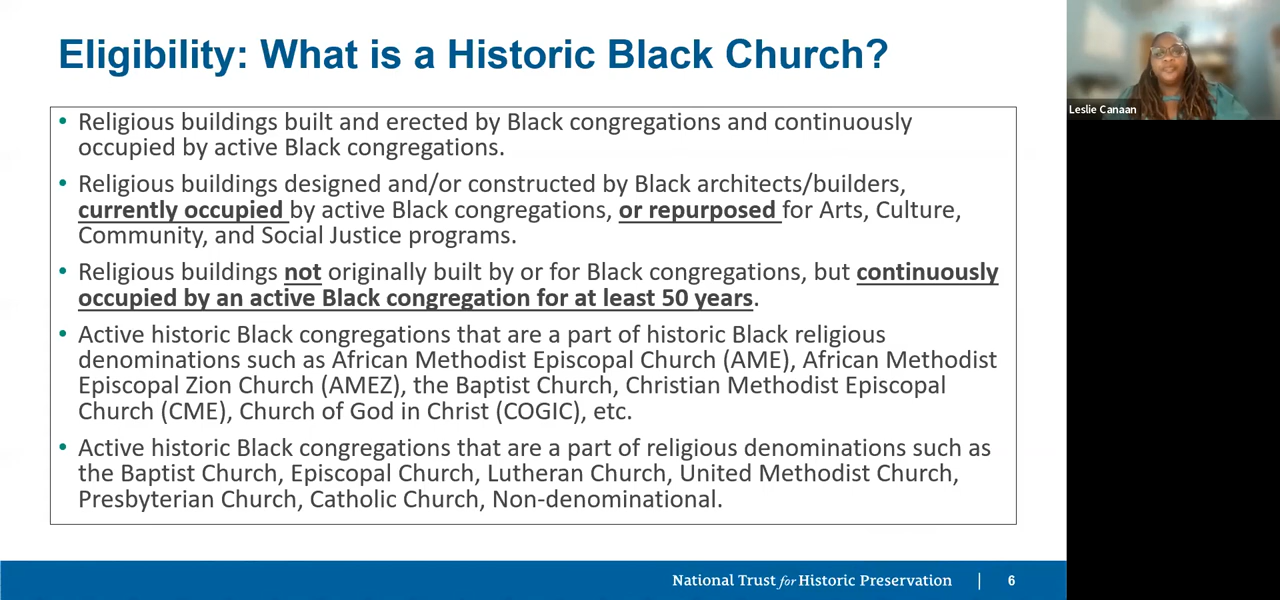 Eligibility: What is a Historic Black Church?
Leslie Canaan
• Religious buildings built and erected by Black congregations and continuously
occupied by active Black congregations.
• Religious buildings designed and/or constructed by Black architects/builders,
currently occupied by active Black congregations, or repurposed for Arts, Culture,
Community, and Social Justice programs.
• Religious buildings not originally built by or for Black congregations, but continuously
occupied by an active Black congregation for at least 50 years.
• Active historic Black congregations that are a part of historic Black religious
denominations such as African Methodist Episcopal Church (AME), African Methodist
Episcopal Zion Church (AMEZ), the Baptist Church, Christian Methodist Episcopal
Church (CME), Church of God in Christ (COGIC), etc.
• Active historic Black congregations that are a part of religious denominations such as
the Baptist Church, Episcopal Church, Lutheran Church, United Methodist Church,
Presbyterian Church, Catholic Church, Non-denominational.
National Trust for Historic Preservation | 6